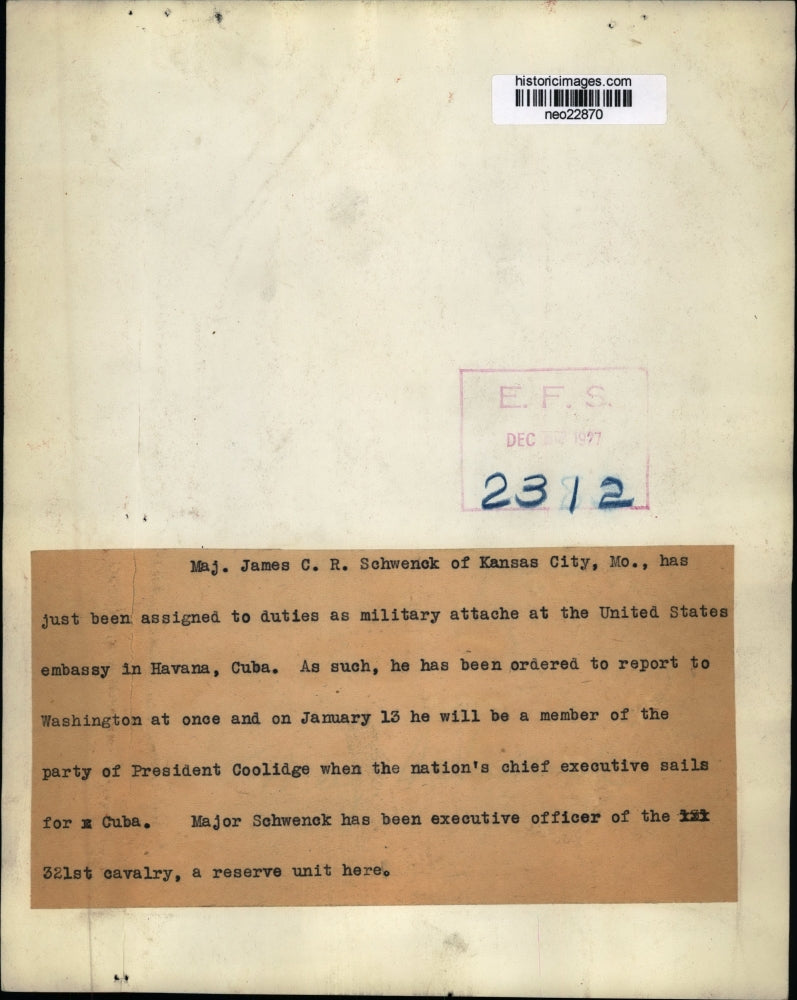 historicimages.com
neo22870
E. F. S.
DEC 1927
2312
Maj. James C. R. Schwenck of Kansas City, Mo., has
just been assigned to duties as military attache at the United States
embassy in Havana, Cuba. As such, he has been ordered to report to
Washington at once and on January 13 he will be a member of the
party of President Coolidge when the nation's chief executive sails
for Cuba. Major Schwenck has been executive officer of the
321st cavalry, a reserve unit here.